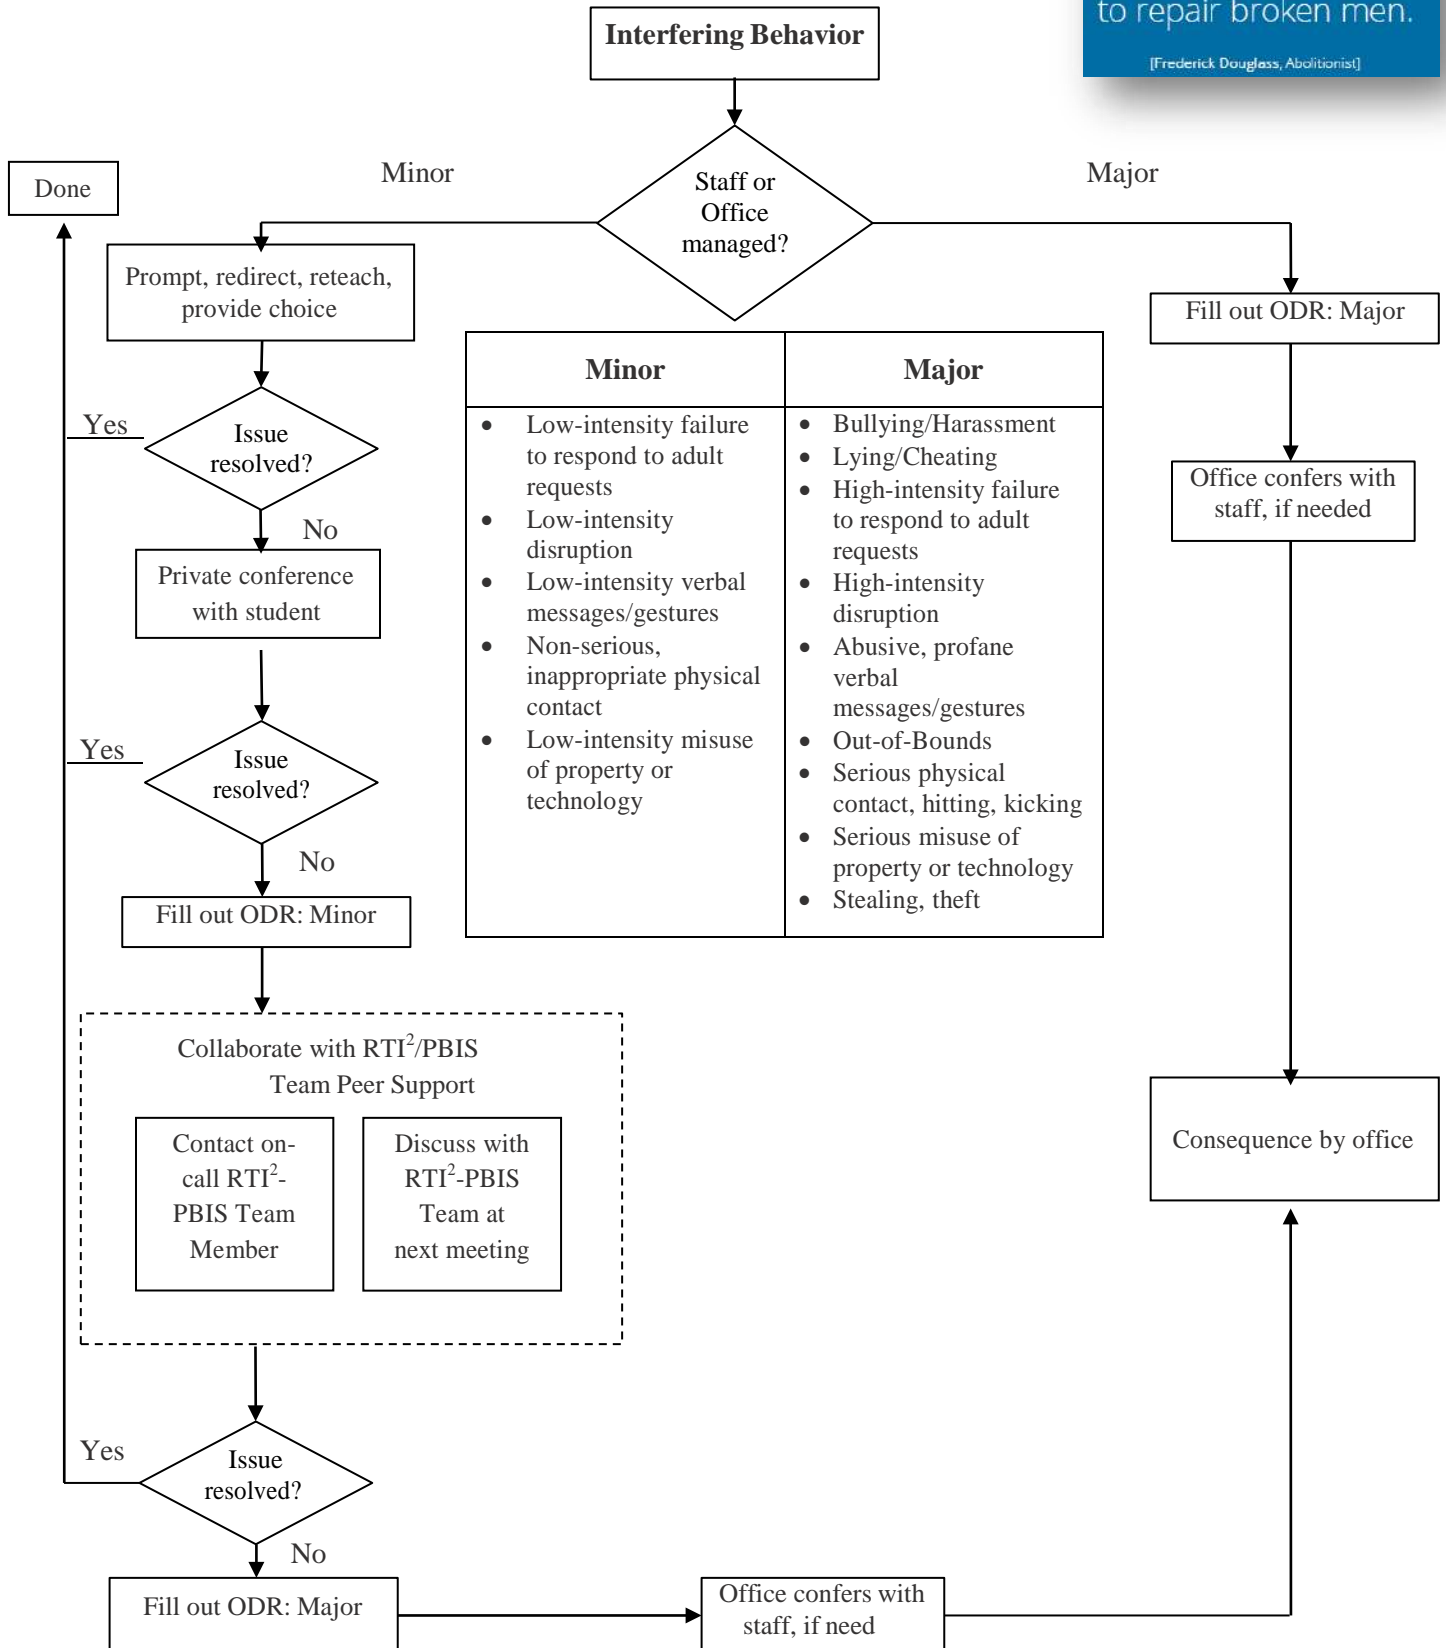 to repair broken men.
[Frederick Douglass, Abolitionist]
Interfering Behavior
Done
Minor
Staff or
Office
managed?
Major
Prompt, redirect, reteach,
provide choice
Fill out ODR: Major
Yes
Issue
resolved?
No
Private conference
with student
Minor
Low-intensity failure
to respond to adult
requests
Low-intensity
disruption
Low-intensity verbal
messages/gestures
Non-serious,
inappropriate physical
contact
Low-intensity misuse
of property or
technology
Major
Bullying/Harassment
Lying/Cheating
High-intensity failure
to respond to adult
requests
High-intensity
disruption
Abusive, profane
verbal
messages/gestures
Out-of-Bounds
Serious physical
contact, hitting, kicking
Serious misuse of
property or technology
Stealing, theft
Office confers with
staff, if needed
Yes
Issue
resolved?
No
Fill out ODR: Minor
Collaborate with RTI²/PBIS
Team Peer Support
Contact on-
call RTI²-
PBIS Team
Member
Discuss with
RTI²-PBIS
Team at
next meeting
Consequence by office
Yes
Issue
resolved?
No
Fill out ODR: Major
Office confers with
staff, if need